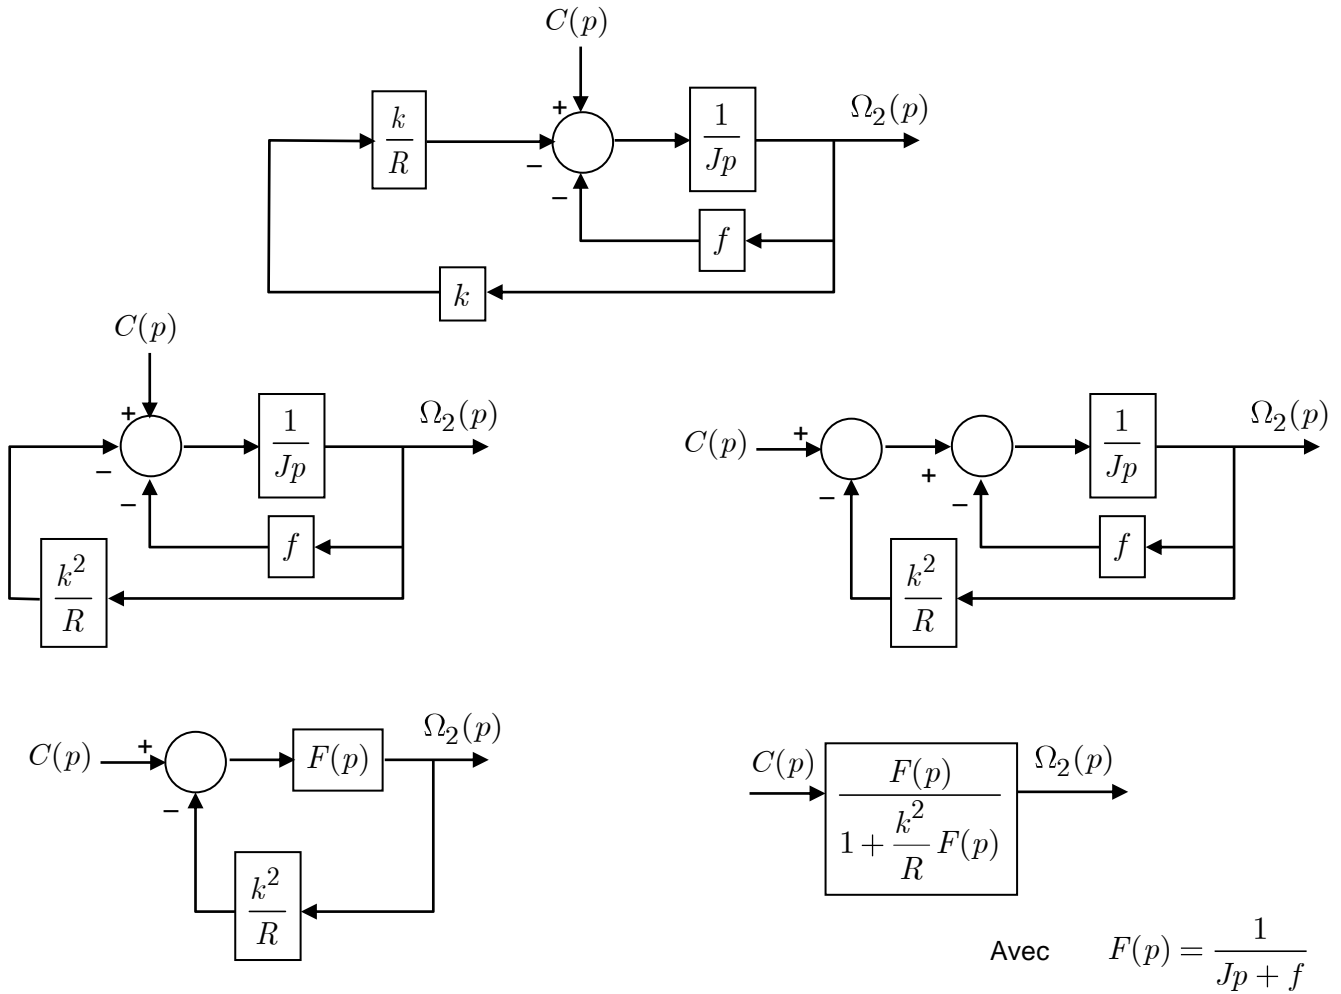 C(p)
k/R
+
−
−
1/Jp
Ω₂(p)
f
k
C(p)
+
−
−
1/Jp
Ω₂(p)
f
k²/R
C(p)
+
−
+
−
1/Jp
Ω₂(p)
f
k²/R
C(p)
+
−
F(p)
Ω₂(p)
k²/R
C(p)
F(p) / (1 + k²/R F(p))
Ω₂(p)
Avec F(p) = 1/(Jp + f)